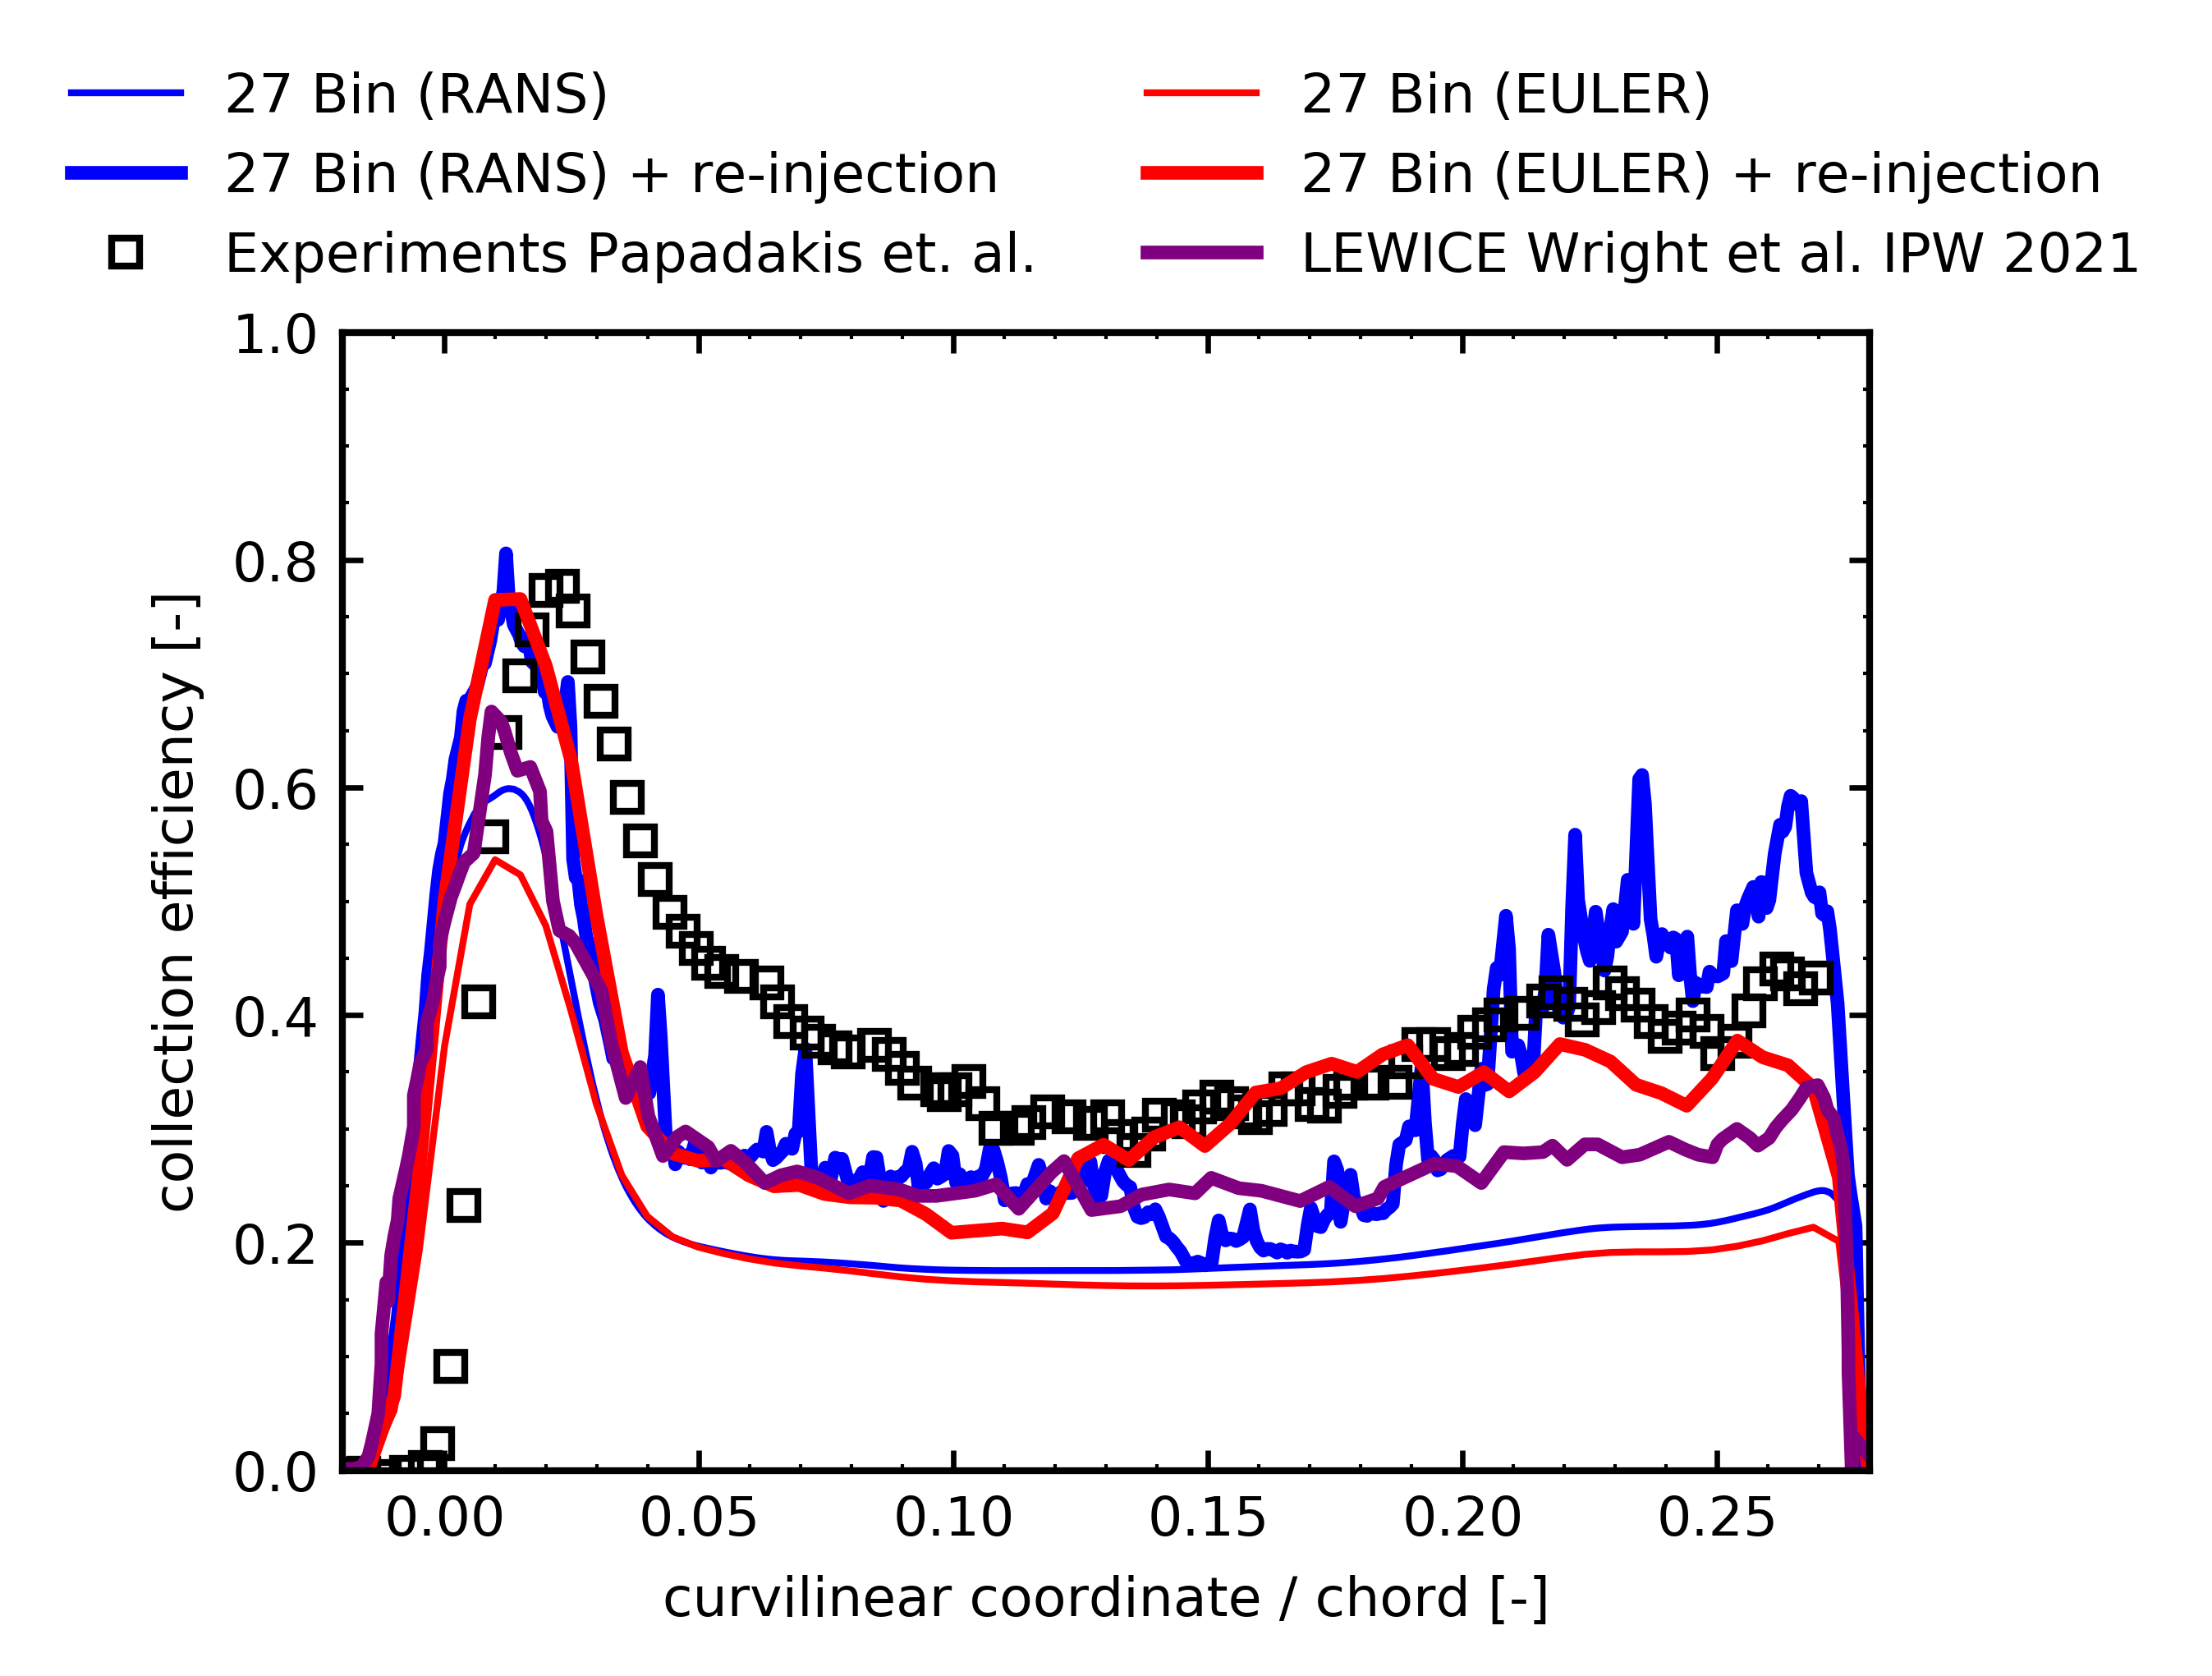 27 Bin (RANS)
27 Bin (RANS) + re-injection
Experiments Papadakis et. al.
27 Bin (EULER)
27 Bin (EULER) + re-injection
LEWICE Wright et al. IPW 2021
collection efficiency [-]
1.0
0.8
0.6
0.4
0.2
0.0
0.00 0.05 0.10 0.15 0.20 0.25
curvilinear coordinate / chord [-]